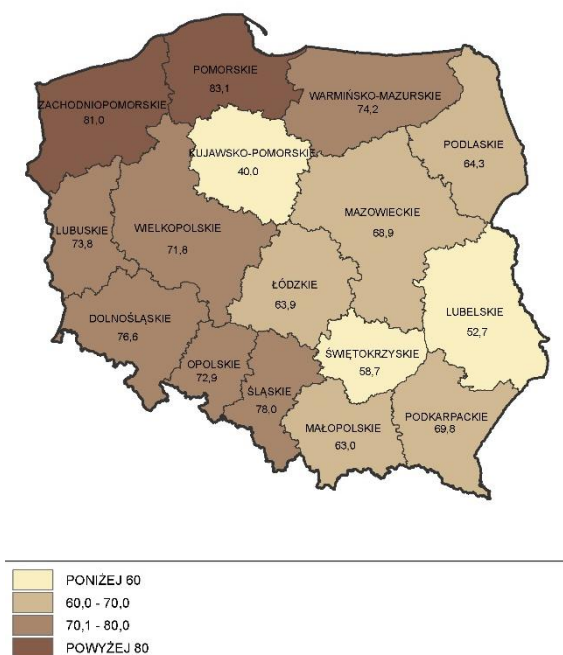 POMORSKIE
83,1
ZACHODNIOPOMORSKIE
81,0
WARMIŃSKO-MAZURSKIE
74,2
PODLASKIE
64,3
KUJAWSKO-POMORSKIE
40,0
MAZOWIECKIE
68,9
LUBUSKIE
73,8
WIELKOPOLSKIE
71,8
ŁÓDZKIE
63,9
LUBELSKIE
52,7
DOLNOŚLĄSKIE
76,6
ŚWIĘTOKRZYSKIE
58,7
OPOLSKIE
72,9
ŚLĄSKIE
78,0
MAŁOPOLSKIE
63,0
PODKARPACKIE
69,8
PONIŻEJ 60
60,0 - 70,0
70,1 - 80,0
POWYŻEJ 80